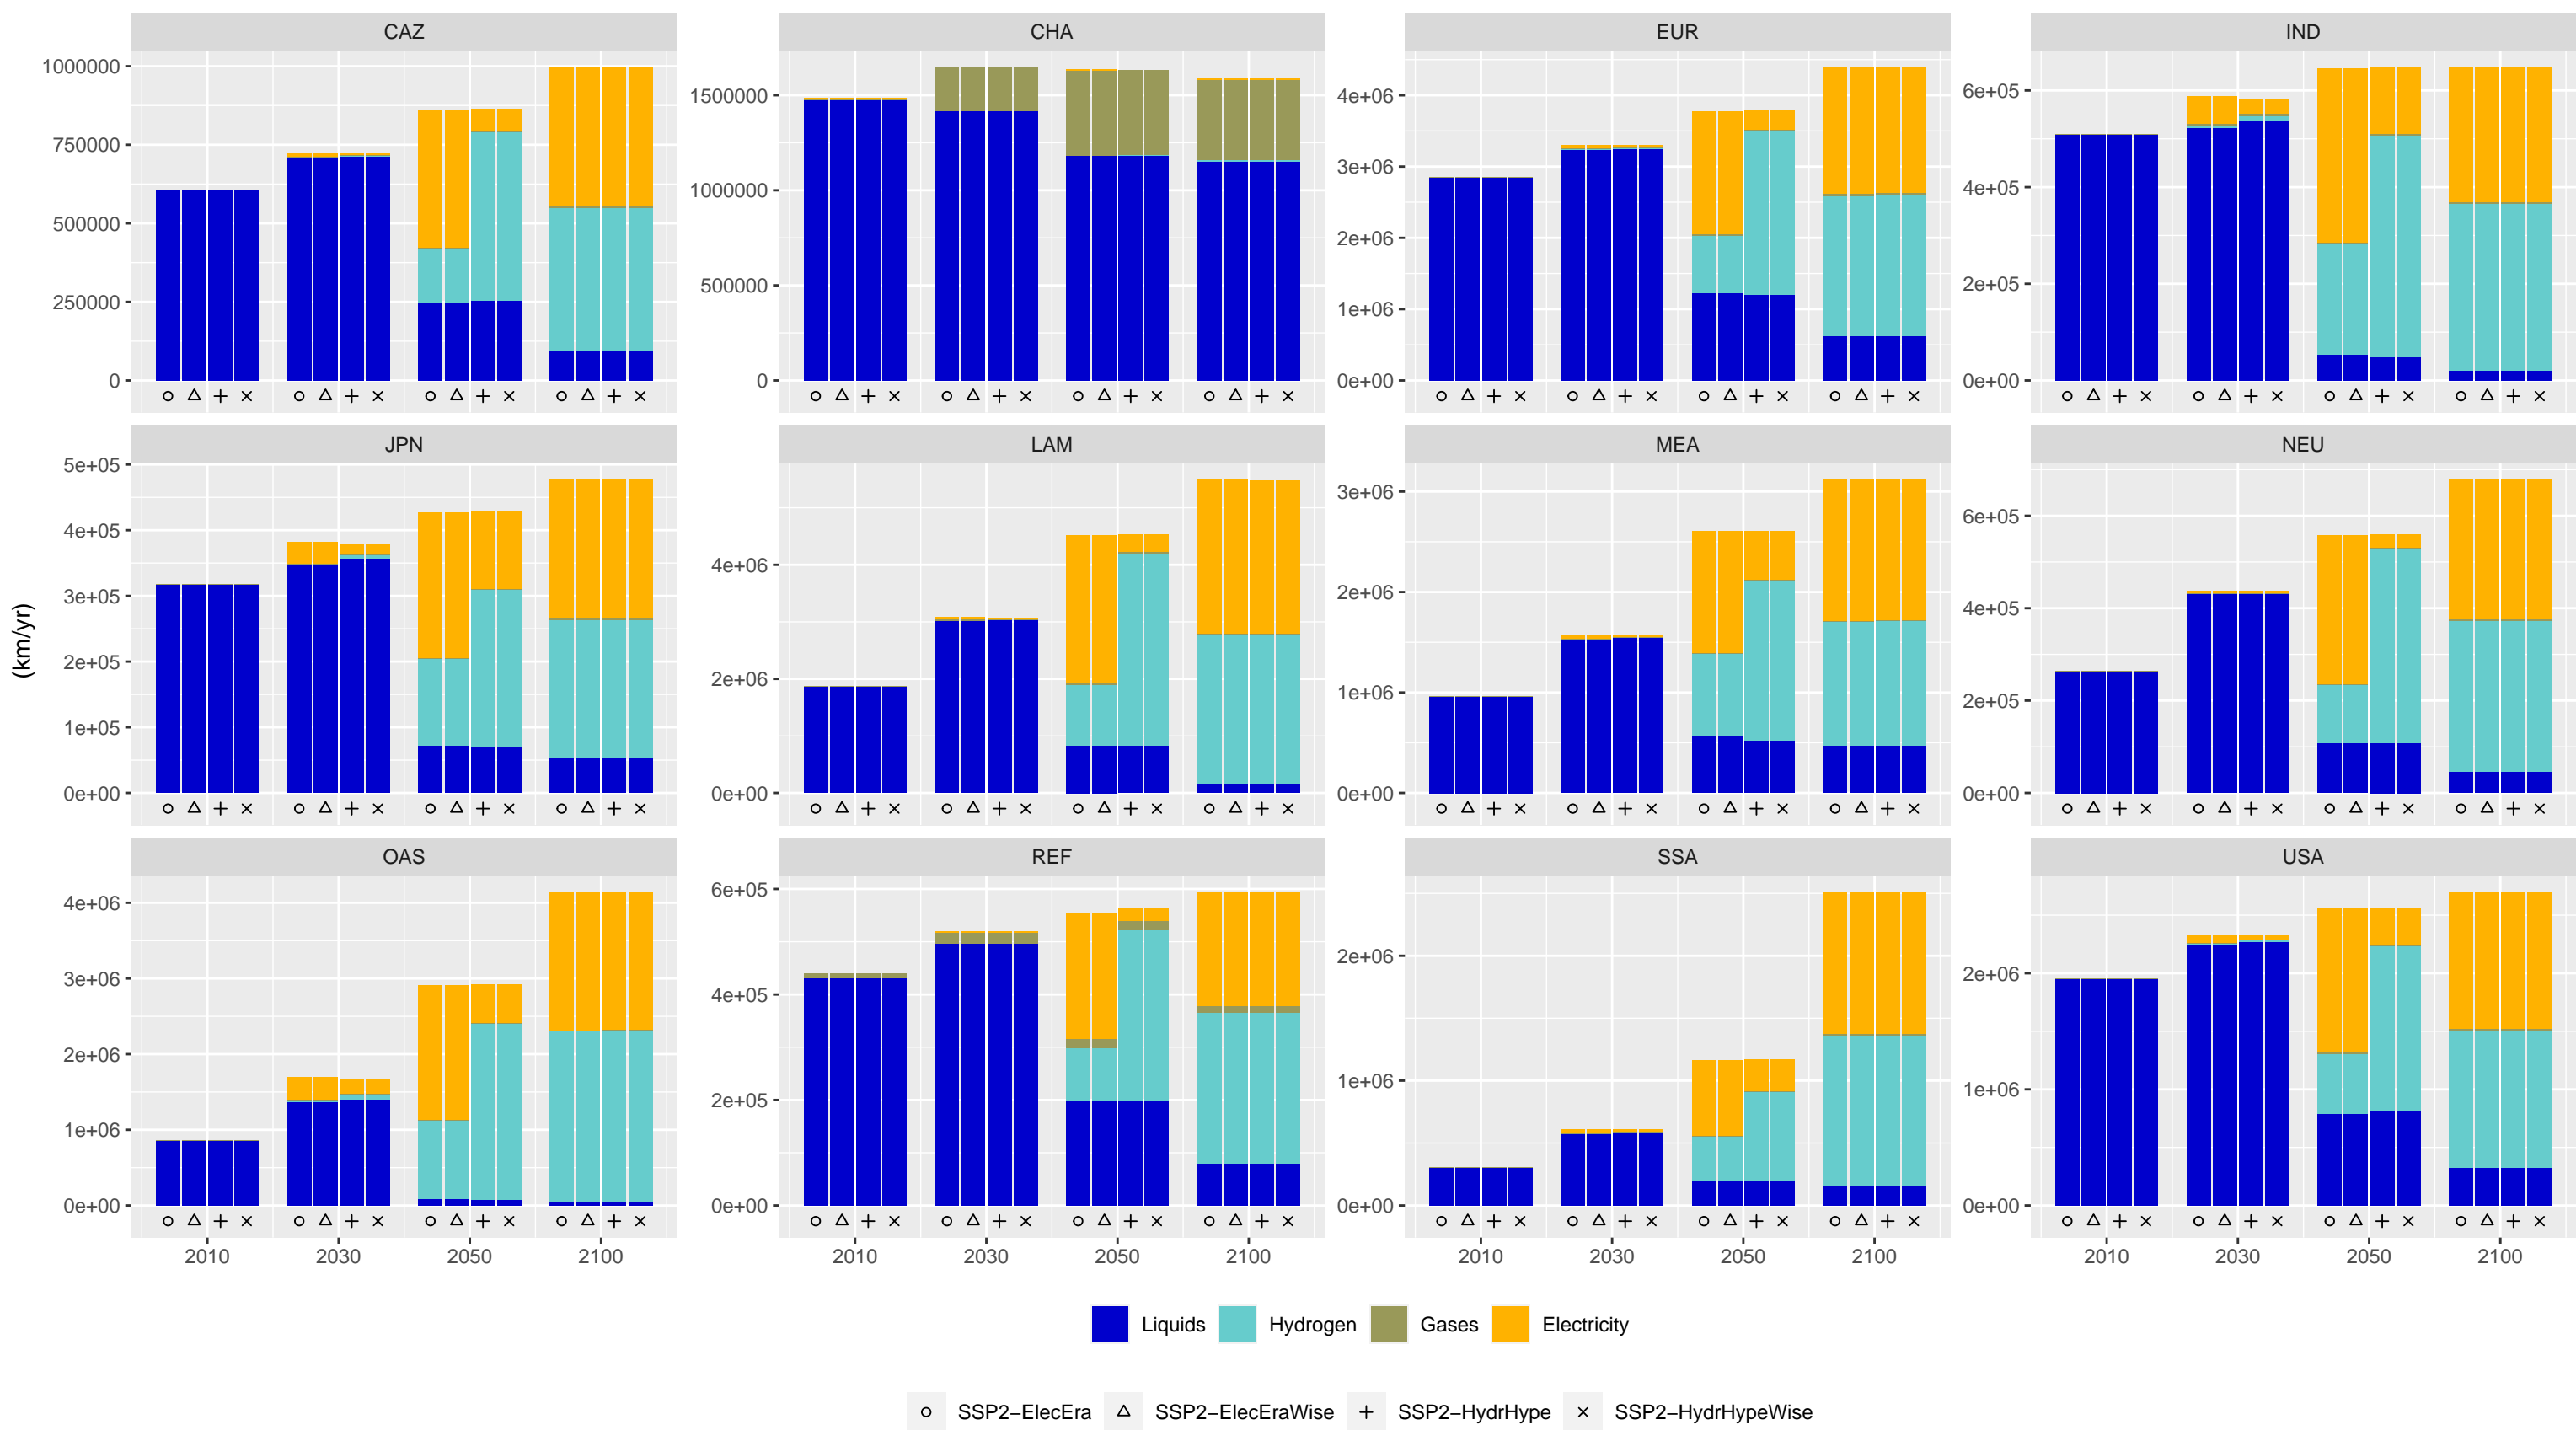 CAZ CHA EUR IND
1000000
750000
500000
250000
0
1500000
1000000
500000
0
4e+06
3e+06
2e+06
1e+06
0e+00
6e+05
4e+05
2e+05
0e+00
JPN LAM MEA NEU
5e+05
4e+05
3e+05
2e+05
1e+05
0e+00
4e+06
2e+06
0e+00
3e+06
2e+06
1e+06
0e+00
6e+05
4e+05
2e+05
0e+00
(km/yr)
OAS REF SSA USA
4e+06
3e+06
2e+06
1e+06
0e+00
6e+05
4e+05
2e+05
0e+00
2e+06
1e+06
0e+00
2e+06
1e+06
0e+00
2010 2030 2050 2100 2010 2030 2050 2100 2010 2030 2050 2100 2010 2030 2050 2100
Liquids Hydrogen Gases Electricity
SSP2−ElecEra SSP2−ElecEraWise SSP2−HydrHype SSP2−HydrHypeWise